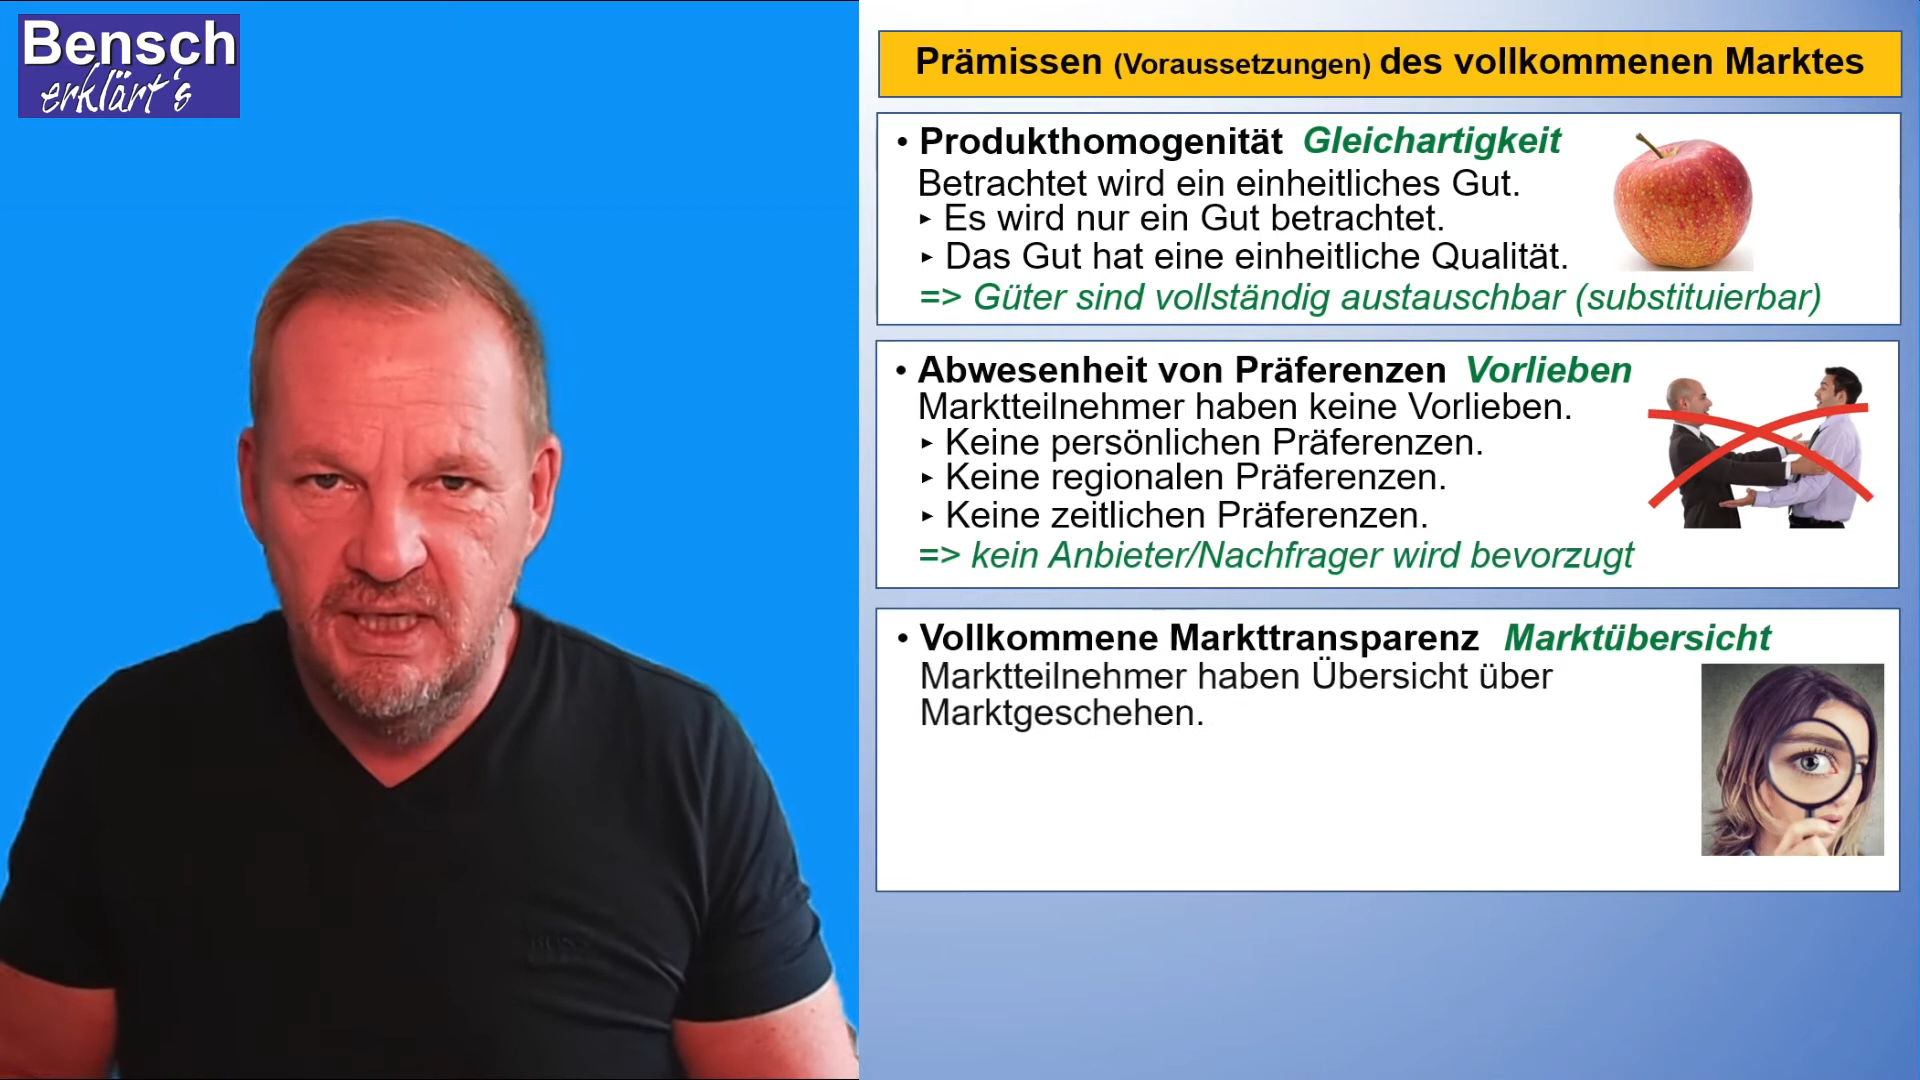 Bensch
erklärt's
Prämissen (Voraussetzungen) des vollkommenen Marktes
• Produkthomogenität Gleichartigkeit
Betrachtet wird ein einheitliches Gut.
▸ Es wird nur ein Gut betrachtet.
▸ Das Gut hat eine einheitliche Qualität.
=> Güter sind vollständig austauschbar (substituierbar)
• Abwesenheit von Präferenzen Vorlieben
Marktteilnehmer haben keine Vorlieben.
▸ Keine persönlichen Präferenzen.
▸ Keine regionalen Präferenzen.
▸ Keine zeitlichen Präferenzen.
=> kein Anbieter/Nachfrager wird bevorzugt
• Vollkommene Markttransparenz Marktübersicht
Marktteilnehmer haben Übersicht über
Marktgeschehen.